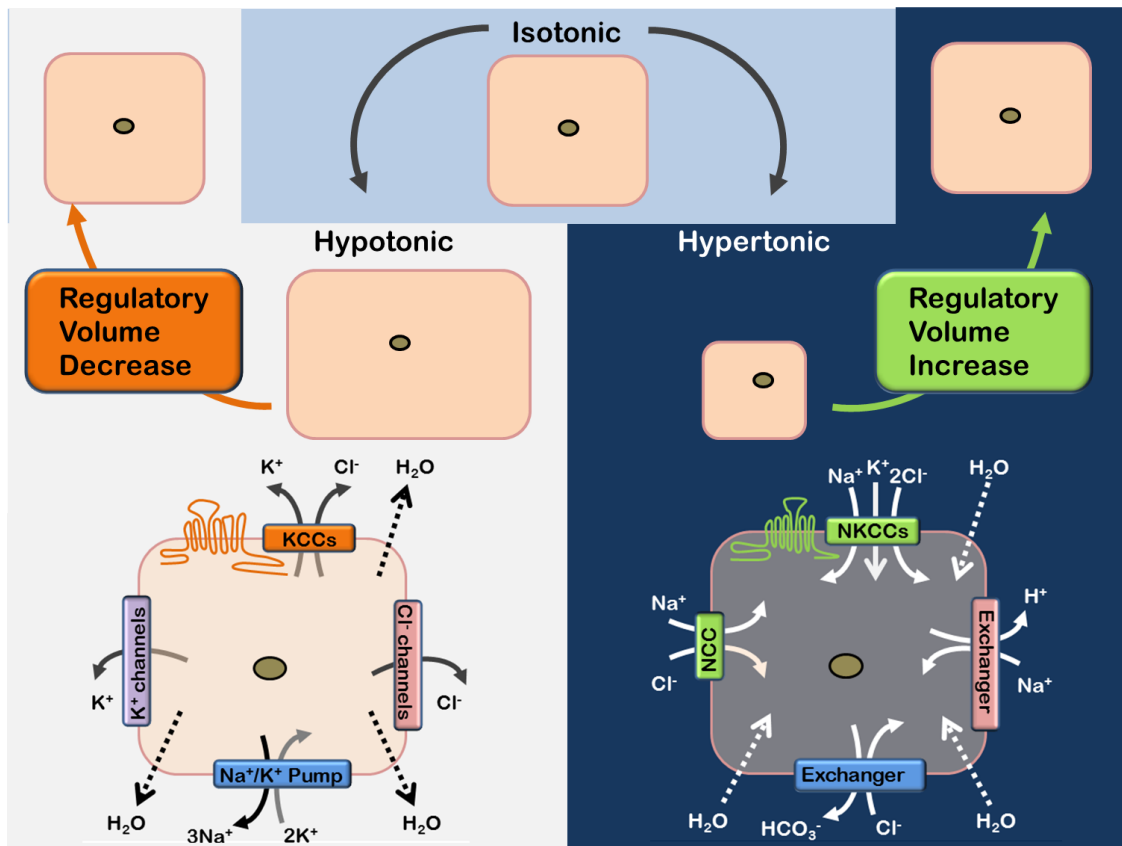 Isotonic
Hypotonic
Hypertonic
Regulatory
Volume
Decrease
Regulatory
Volume
Increase
K⁺ Cl⁻ H₂O
KCCs
K⁺ channels
K⁺
Cl⁻ channels
Cl⁻
Na⁺/K⁺ Pump
H₂O
3Na⁺
2K⁺
H₂O
Na⁺ K⁺ 2Cl⁻
H₂O
NKCCs
Na⁺
NCC
Cl⁻
H⁺
Exchanger
Na⁺
Exchanger
H₂O
HCO₃⁻
Cl⁻
H₂O